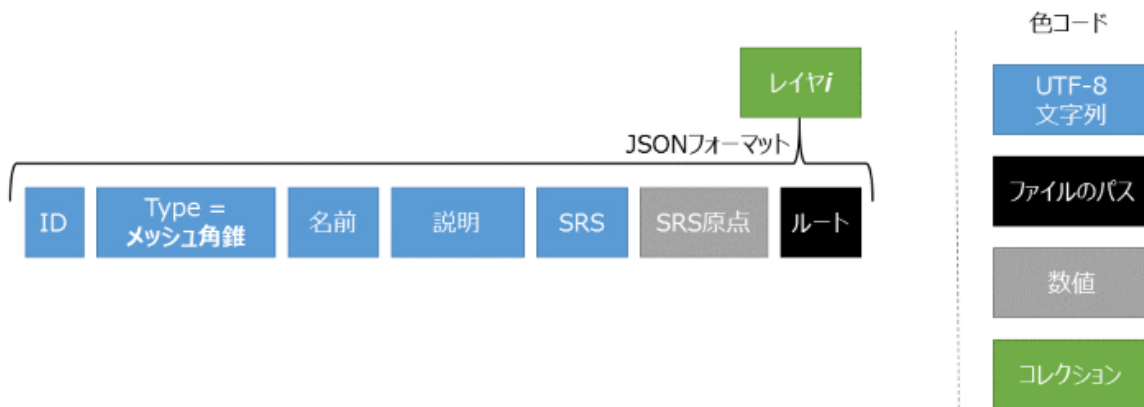 色コード
レイヤi
JSONフォーマット
ID
Type =
メッシュ角錐
名前
説明
SRS
SRS原点
ルート
UTF-8
文字列
ファイルのパス
数値
コレクション